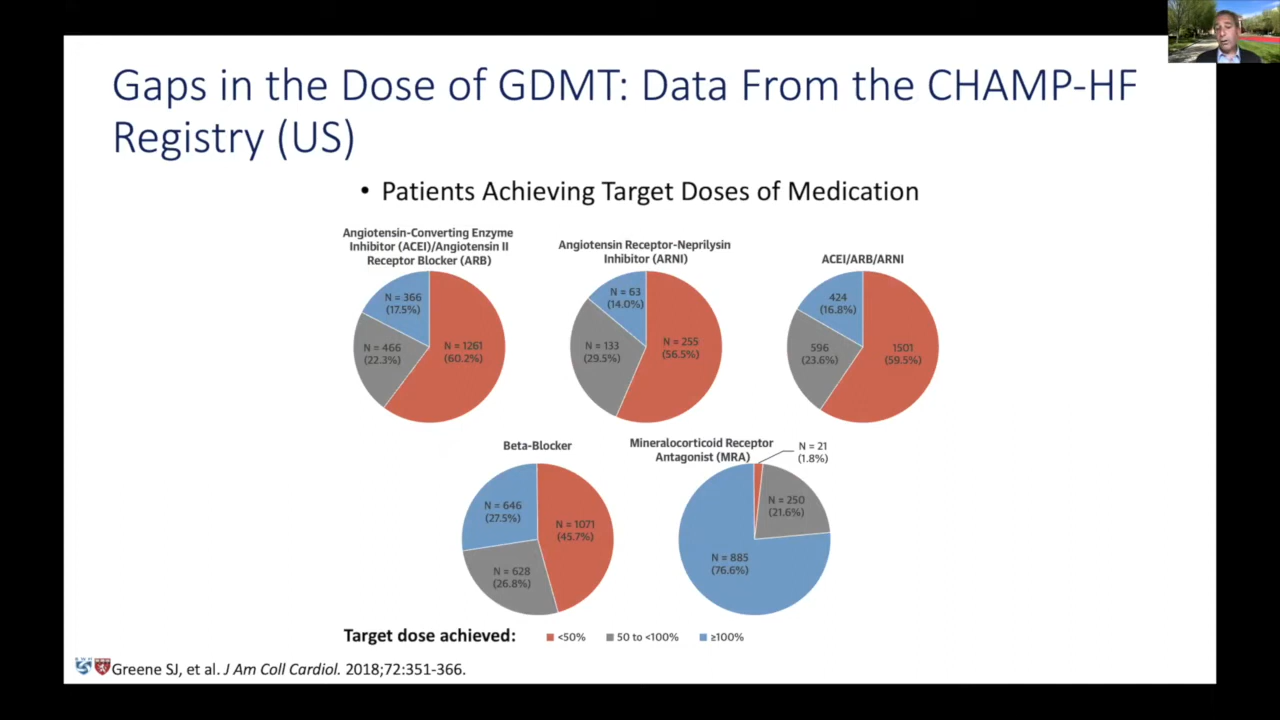 Gaps in the Dose of GDMT: Data From the CHAMP-HF
Registry (US)
• Patients Achieving Target Doses of Medication
Angiotensin-Converting Enzyme
Inhibitor (ACEI)/Angiotensin II
Receptor Blocker (ARB)
N = 366
(17.5%)
N = 466
(22.3%)
N = 1261
(60.2%)
Angiotensin Receptor-Neprilysin
Inhibitor (ARNI)
N = 63
(14.0%)
N = 133
(29.5%)
N = 255
(56.5%)
ACEI/ARB/ARNI
424
(16.8%)
596
(23.6%)
1501
(59.5%)
Beta-Blocker
N = 646
(27.5%)
N = 1071
(45.7%)
N = 628
(26.8%)
Mineralocorticoid Receptor
Antagonist (MRA)
N = 21
(1.8%)
N = 250
(21.6%)
N = 885
(76.6%)
Target dose achieved: <50% 50 to <100% ≥100%
Greene SJ, et al. J Am Coll Cardiol. 2018;72:351-366.